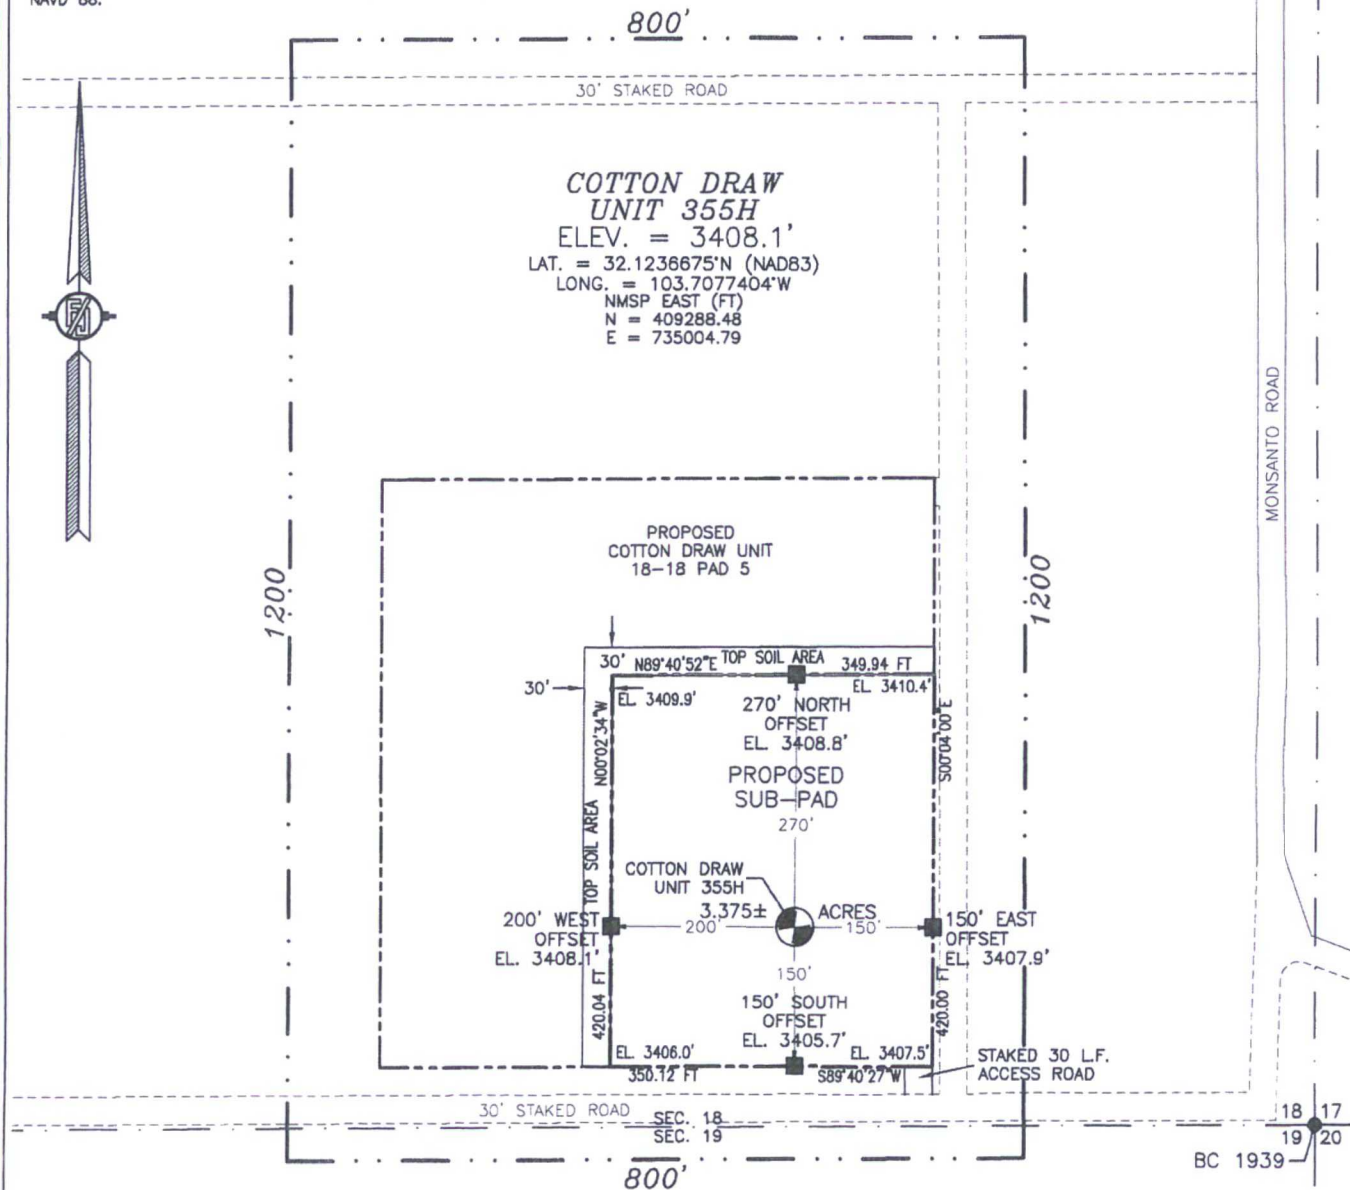 NAVD 88.
800'
30' STAKED ROAD
COTTON DRAW
UNIT 355H
ELEV. = 3408.1'
LAT. = 32.1236675°N (NAD83)
LONG. = 103.7077404°W
NMSP EAST (FT)
N = 409288.48
E = 735004.79
MONSANTO ROAD
PROPOSED
COTTON DRAW UNIT
18-18 PAD 5
1200'
1200'
30'
N89°40'52"E
TOP SOIL AREA
349.94 FT
30'
EL. 3409.9'
EL. 3410.4'
270' NORTH
OFFSET
EL. 3408.8'
N00°02'34"W
S00°04'00"E
PROPOSED
SUB-PAD
270'
TOP SOIL AREA
COTTON DRAW
UNIT 355H
3.375± ACRES
200' WEST
OFFSET
EL. 3408.1'
200'
150'
150' EAST
OFFSET
EL. 3407.9'
150'
150' SOUTH
OFFSET
EL. 3405.7'
420.04 FT
420.00 FT
EL. 3406.0'
EL. 3407.5'
350.12 FT
S89°40'27"W
STAKED 30 L.F.
ACCESS ROAD
30' STAKED ROAD
SEC. 18
SEC. 19
18 17
19 20
BC 1939
800'